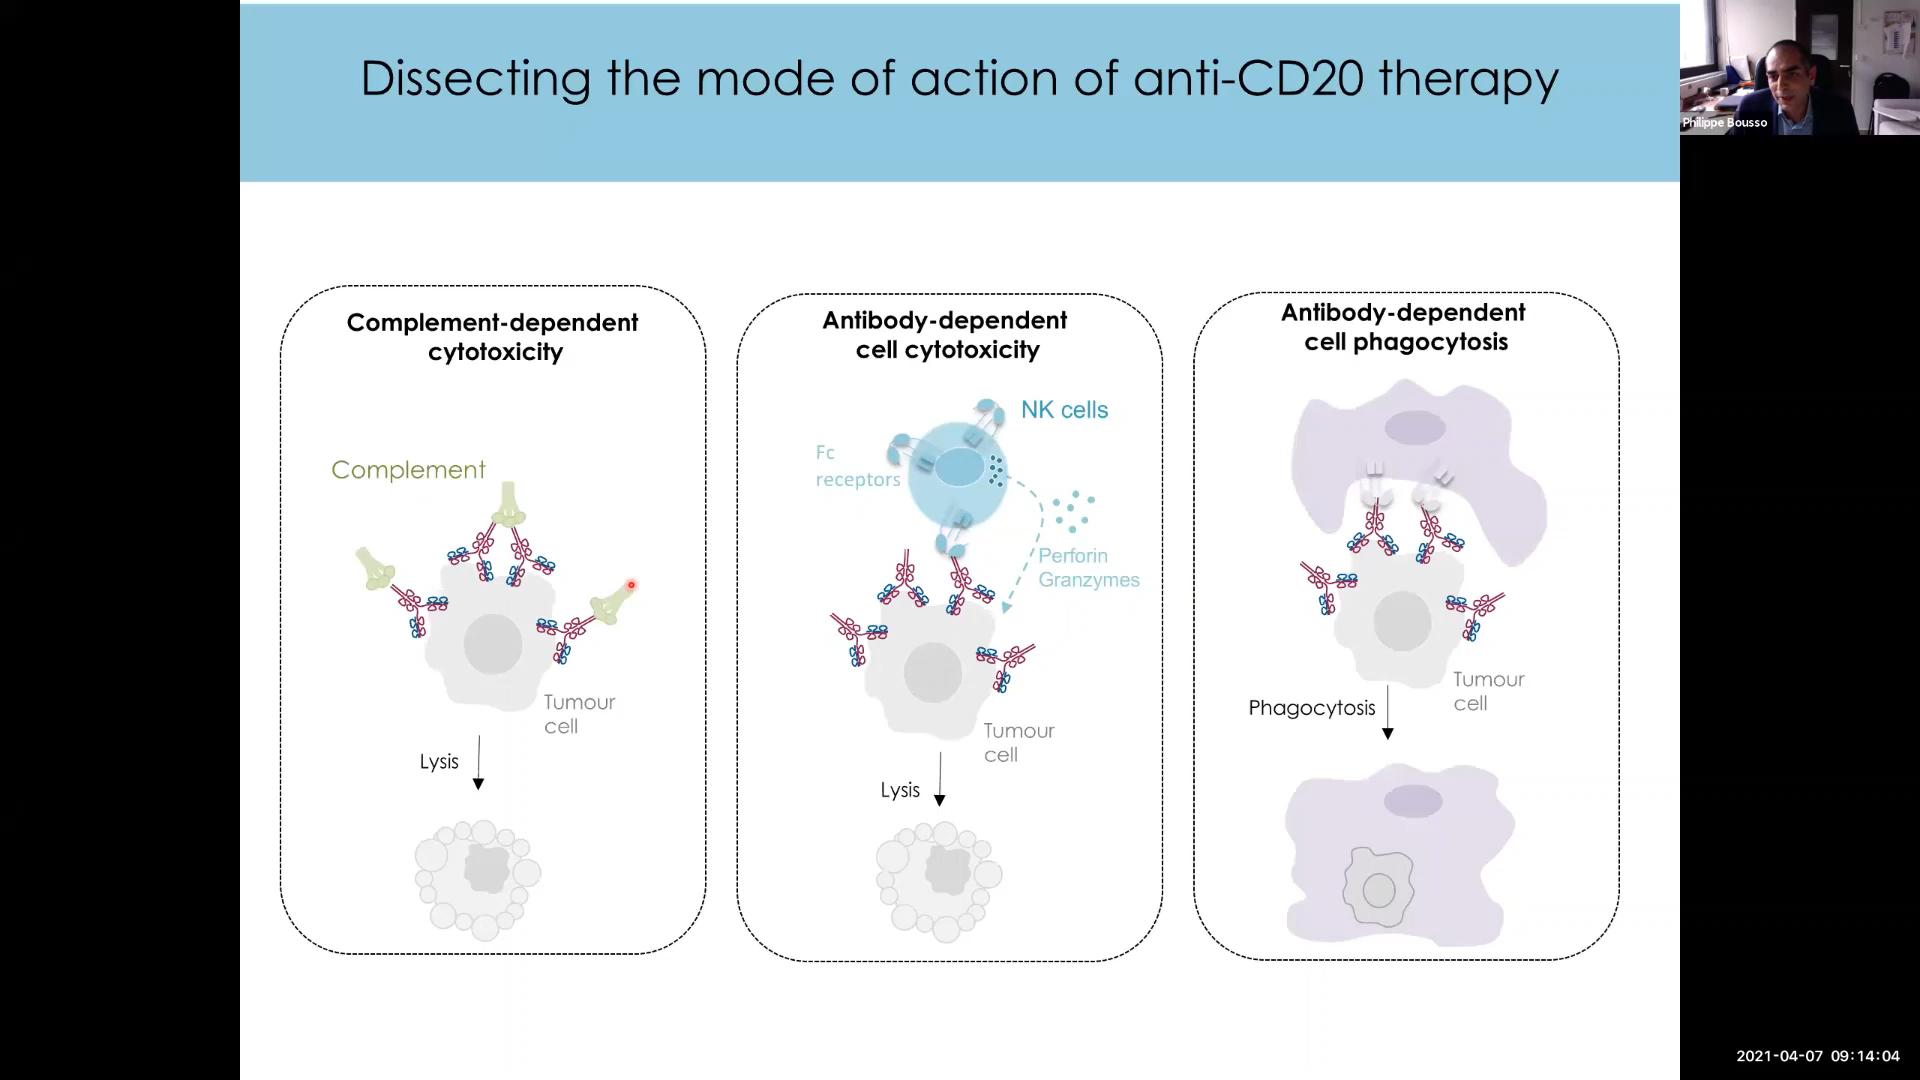 Dissecting the mode of action of anti-CD20 therapy
Philippe Bousso
Complement-dependent
cytotoxicity
Complement
Tumour
cell
Lysis
Antibody-dependent
cell cytotoxicity
NK cells
Fc
receptors
Perforin
Granzymes
Tumour
cell
Lysis
Antibody-dependent
cell phagocytosis
Tumour
cell
Phagocytosis
2021-04-07 09:14:04